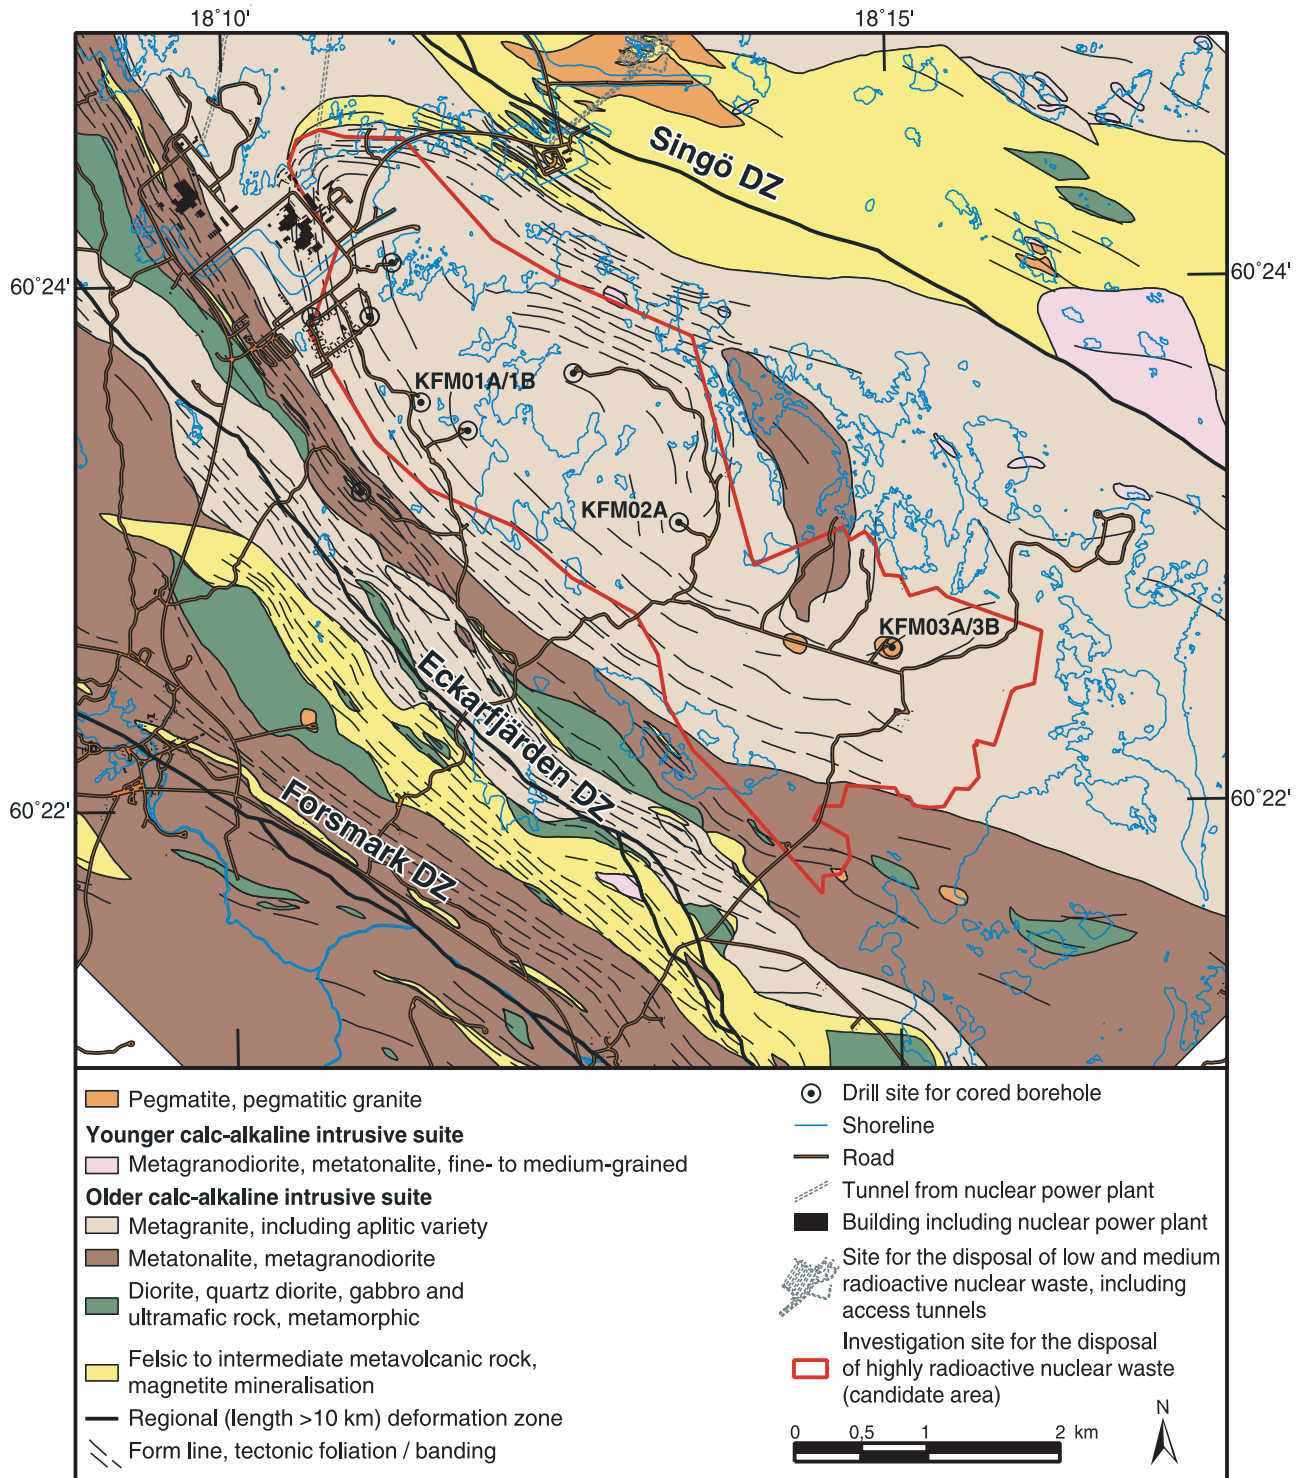 18°10'
18°15'
Singö DZ
60°24'
60°24'
KFM01A/1B
KFM02A
KFM03A/3B
Eckarfjärden DZ
Forsmark DZ
60°22'
60°22'
Pegmatite, pegmatitic granite
Younger calc-alkaline intrusive suite
Metagranodiorite, metatonalite, fine- to medium-grained
Older calc-alkaline intrusive suite
Metagranite, including aplitic variety
Metatonalite, metagranodiorite
Diorite, quartz diorite, gabbro and
ultramafic rock, metamorphic
Felsic to intermediate metavolcanic rock,
magnetite mineralisation
Regional (length >10 km) deformation zone
Form line, tectonic foliation / banding
Drill site for cored borehole
Shoreline
Road
Tunnel from nuclear power plant
Building including nuclear power plant
Site for the disposal of low and medium
radioactive nuclear waste, including
access tunnels
Investigation site for the disposal
of highly radioactive nuclear waste
(candidate area)
0 0,5 1 2 km
N